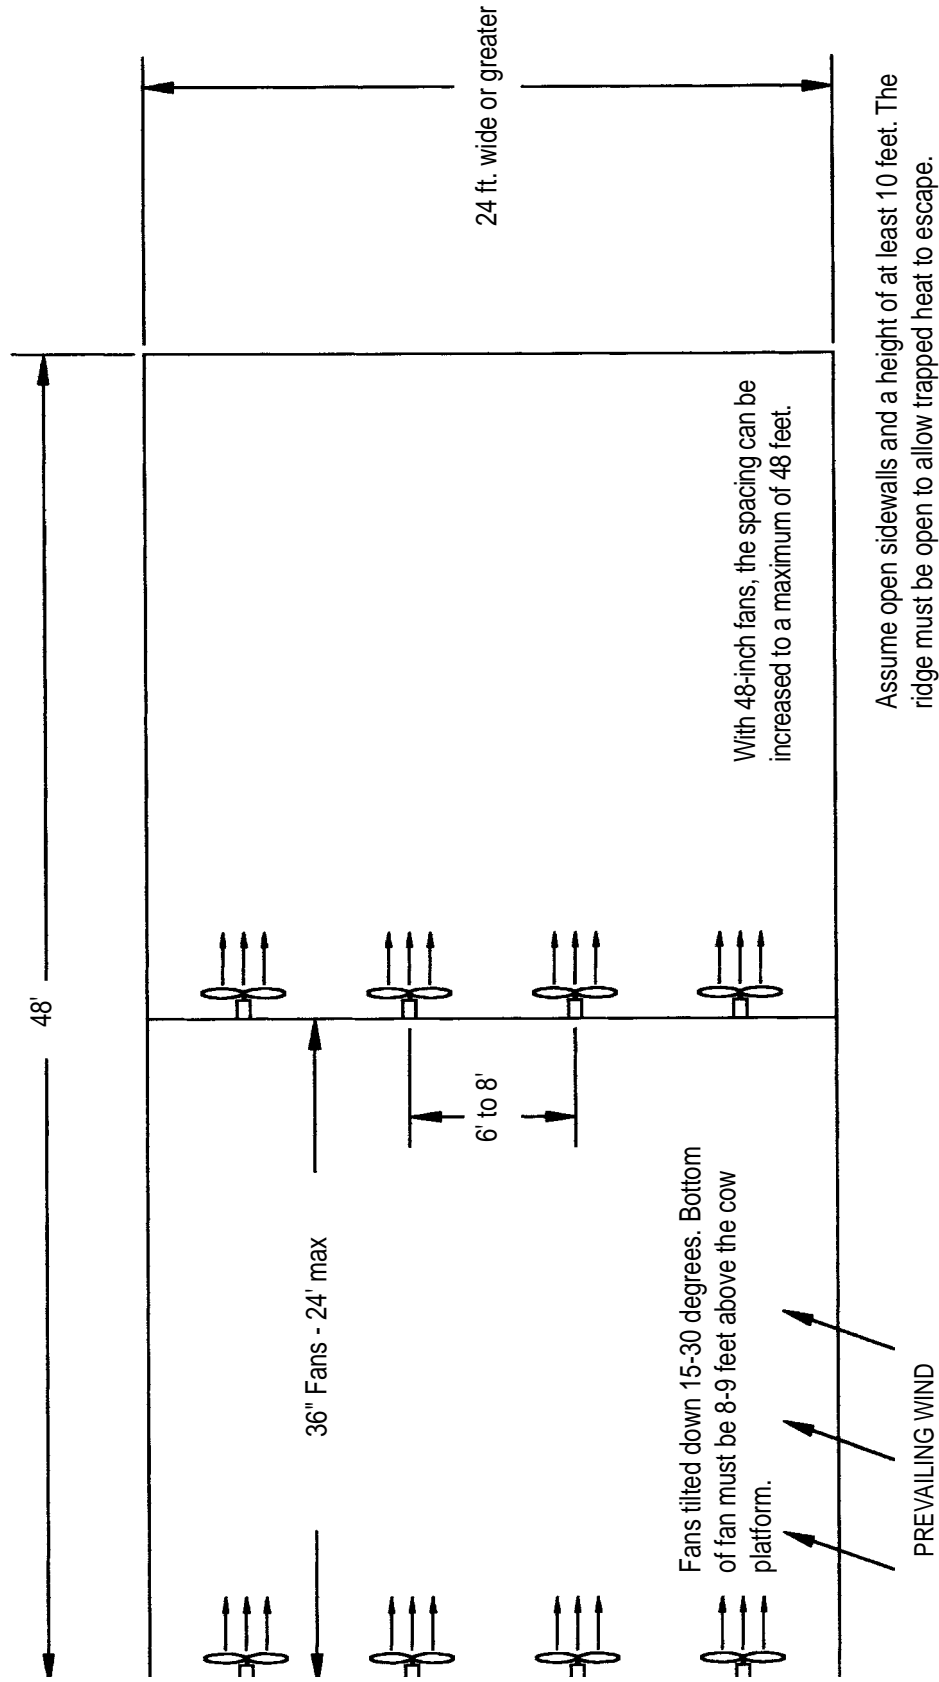 48'
24 ft. wide or greater
36" Fans - 24' max
6' to 8'
With 48-inch fans, the spacing can be
increased to a maximum of 48 feet.
Fans tilted down 15-30 degrees. Bottom
of fan must be 8-9 feet above the cow
platform.
PREVAILING WIND
Assume open sidewalls and a height of at least 10 feet. The
ridge must be open to allow trapped heat to escape.